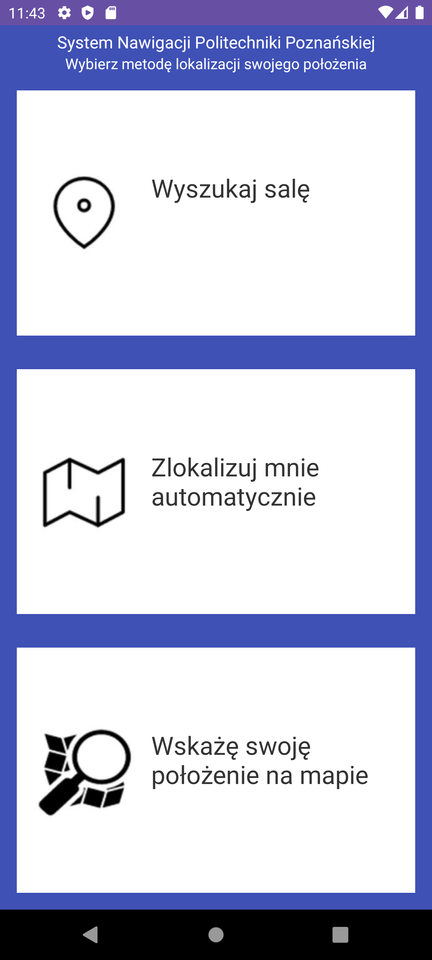 11:43
System Nawigacji Politechniki Poznańskiej
Wybierz metodę lokalizacji swojego położenia
Wyszukaj salę
Zlokalizuj mnie
automatycznie
Wskażę swoję
położenie na mapie